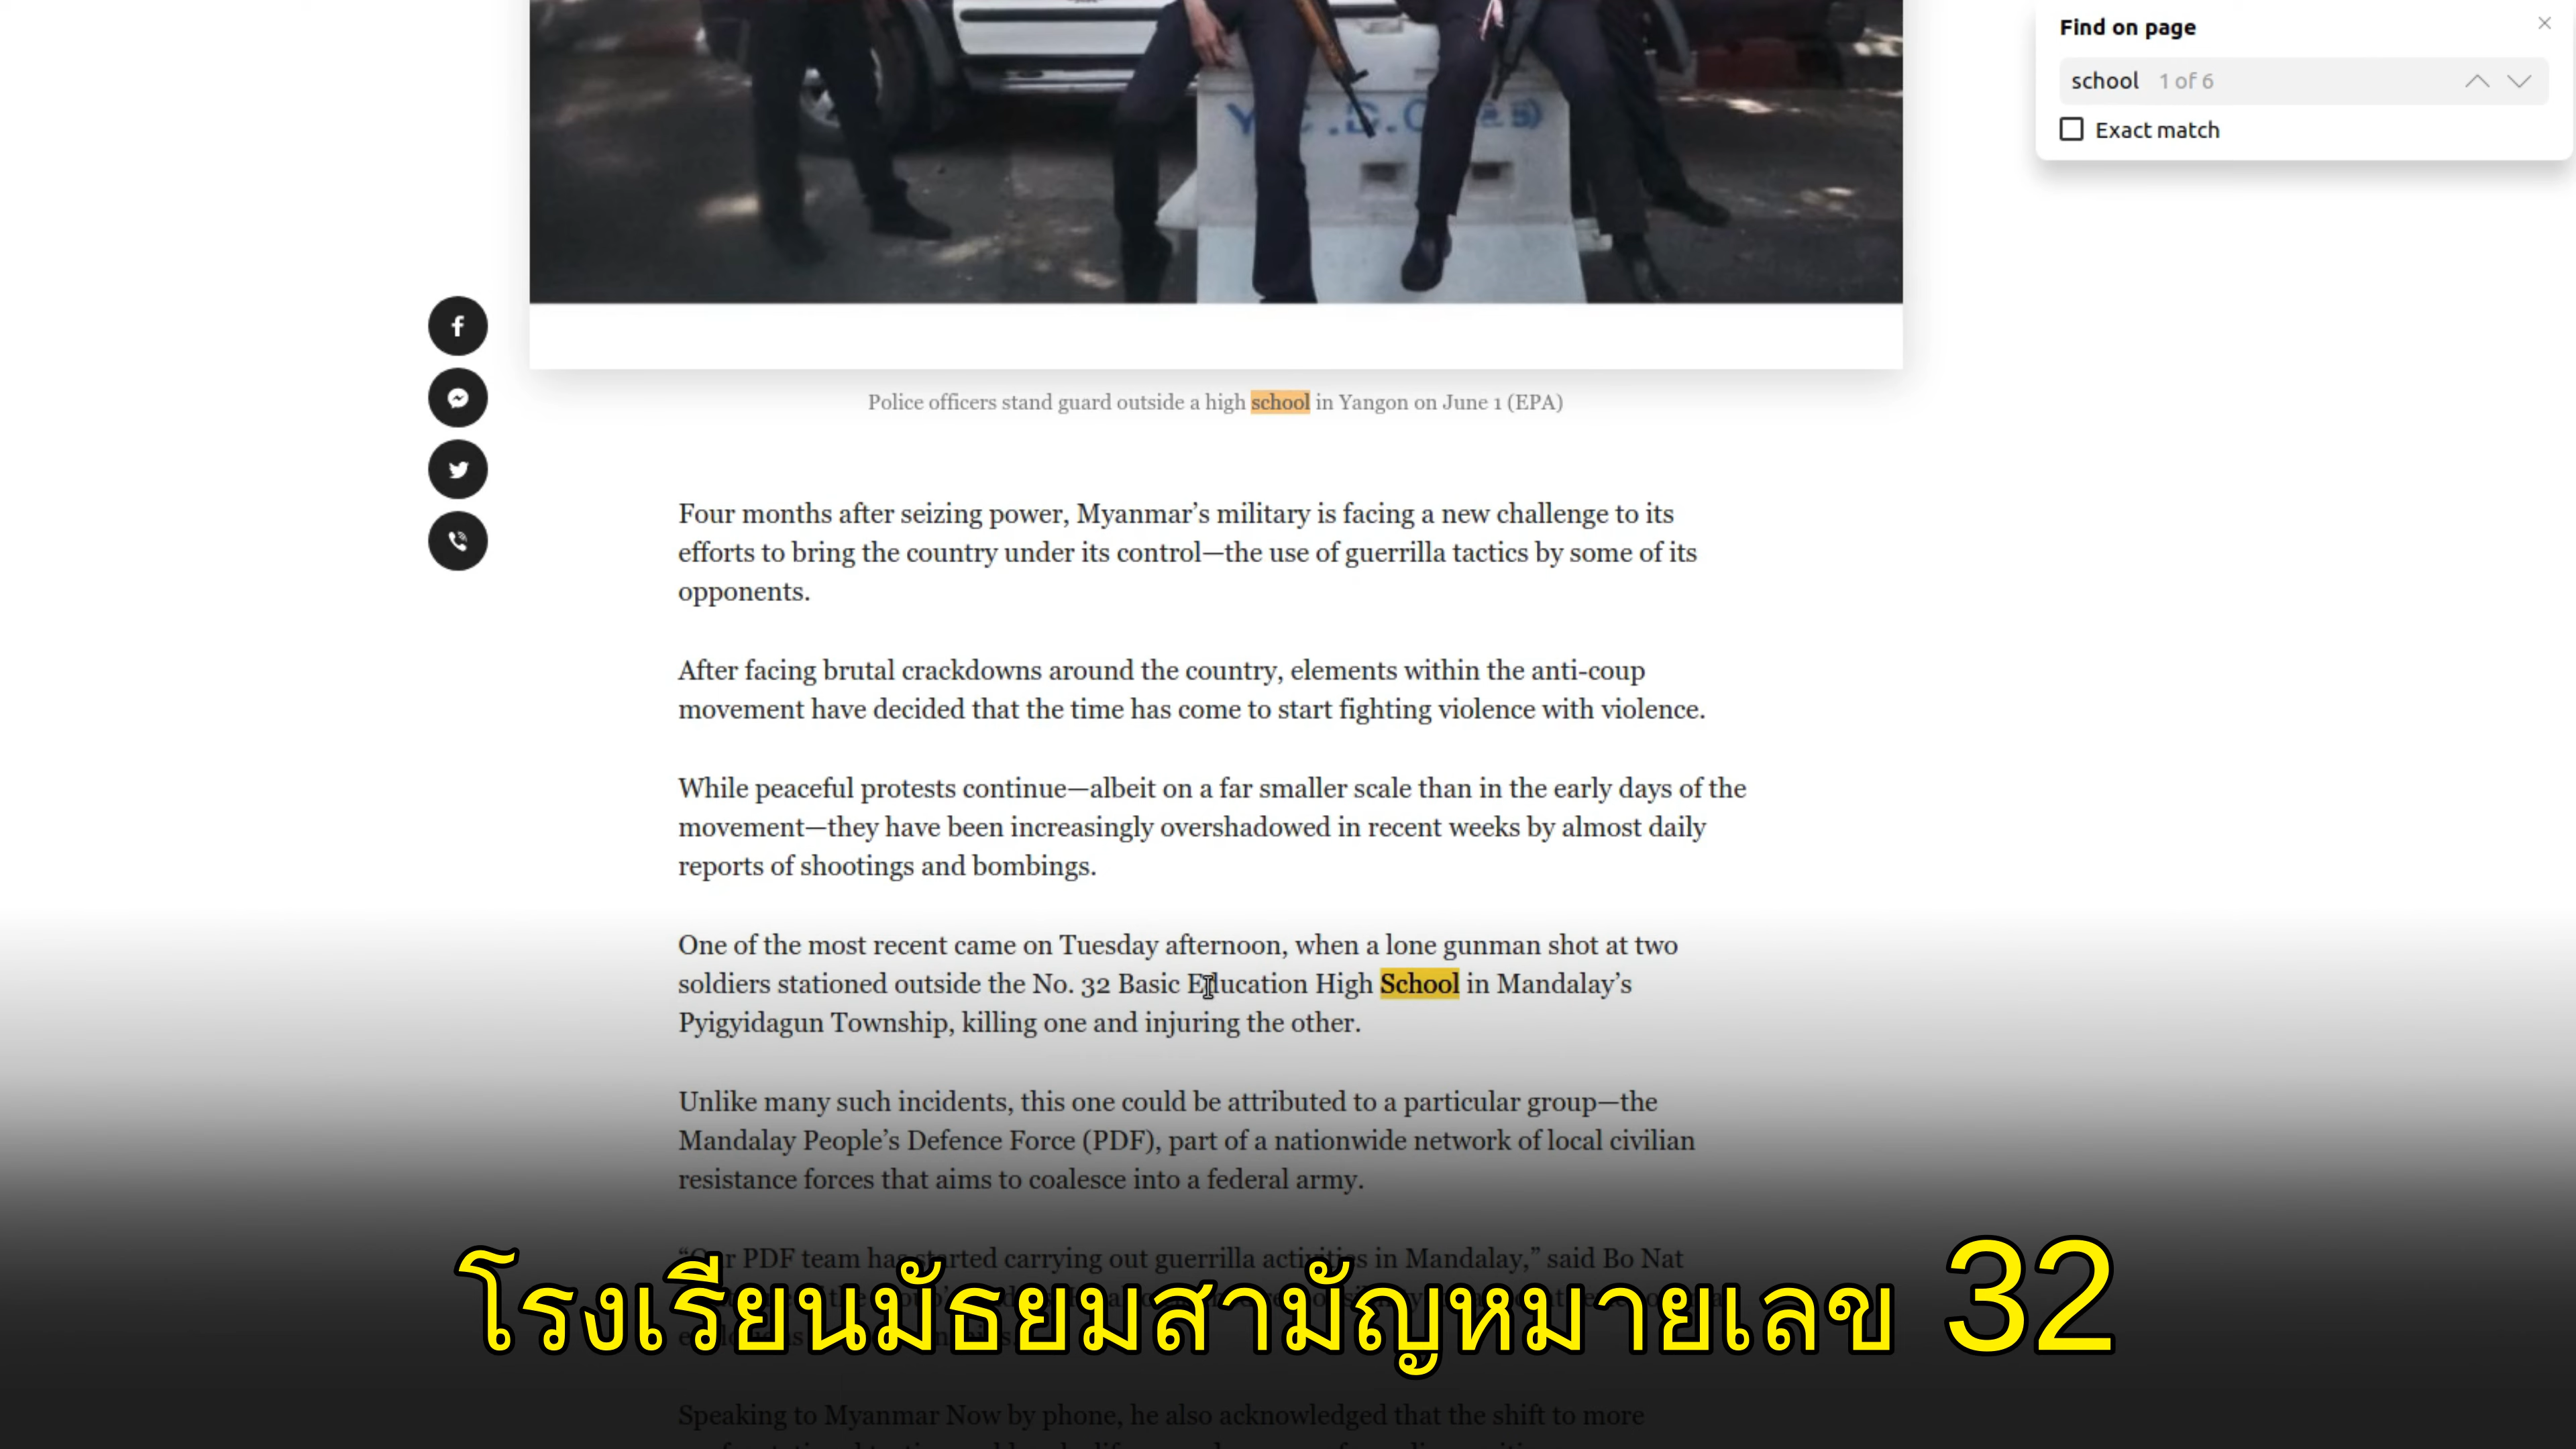 Find on page
school 1 of 6
Exact match
Y.C.D.C
Police officers stand guard outside a high school in Yangon on June 1 (EPA)
Four months after seizing power, Myanmar’s military is facing a new challenge to its
efforts to bring the country under its control—the use of guerrilla tactics by some of its
opponents.
After facing brutal crackdowns around the country, elements within the anti-coup
movement have decided that the time has come to start fighting violence with violence.
While peaceful protests continue—albeit on a far smaller scale than in the early days of the
movement—they have been increasingly overshadowed in recent weeks by almost daily
reports of shootings and bombings.
One of the most recent came on Tuesday afternoon, when a lone gunman shot at two
soldiers stationed outside the No. 32 Basic Education High School in Mandalay’s
Pyigyidagun Township, killing one and injuring the other.
Unlike many such incidents, this one could be attributed to a particular group—the
Mandalay People’s Defence Force (PDF), part of a nationwide network of local civilian
resistance forces that aims to coalesce into a federal army.
“Our PDF team has started carrying out guerrilla activities in Mandalay,” said Bo Nat
โรงเรียนมัธยมสามัญหมายเลข 32
Speaking to Myanmar Now by phone, he also acknowledged that the shift to more